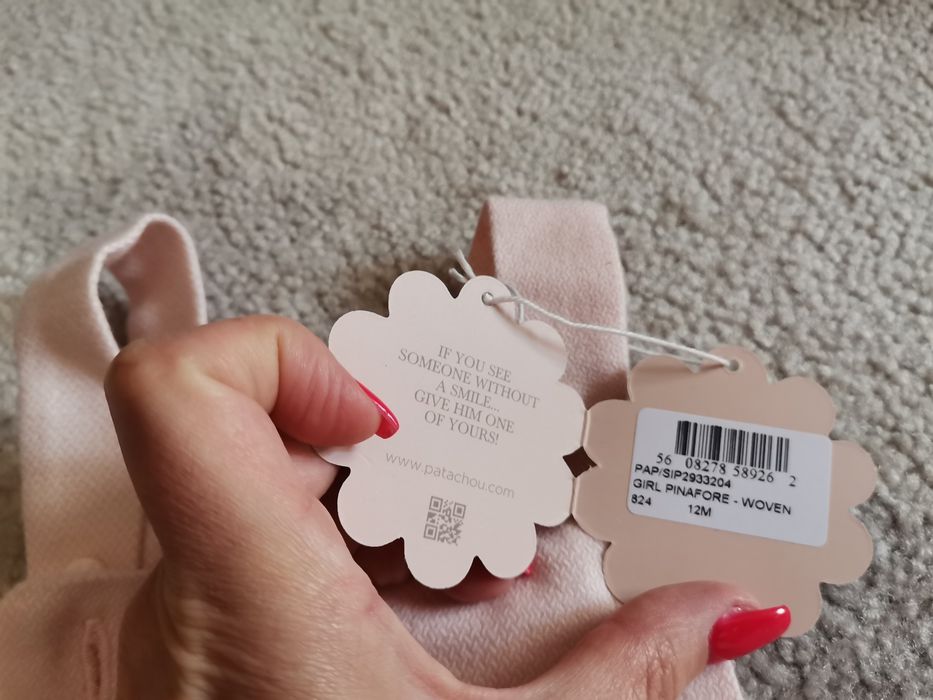 IF YOU SEE
SOMEONE WITHOUT
A SMILE...
GIVE HIM ONE
OF YOURS!
www.patachou.com
56 08278 58926 2
PAP/SIP2933204
GIRL PINAFORE - WOVEN
824 12M